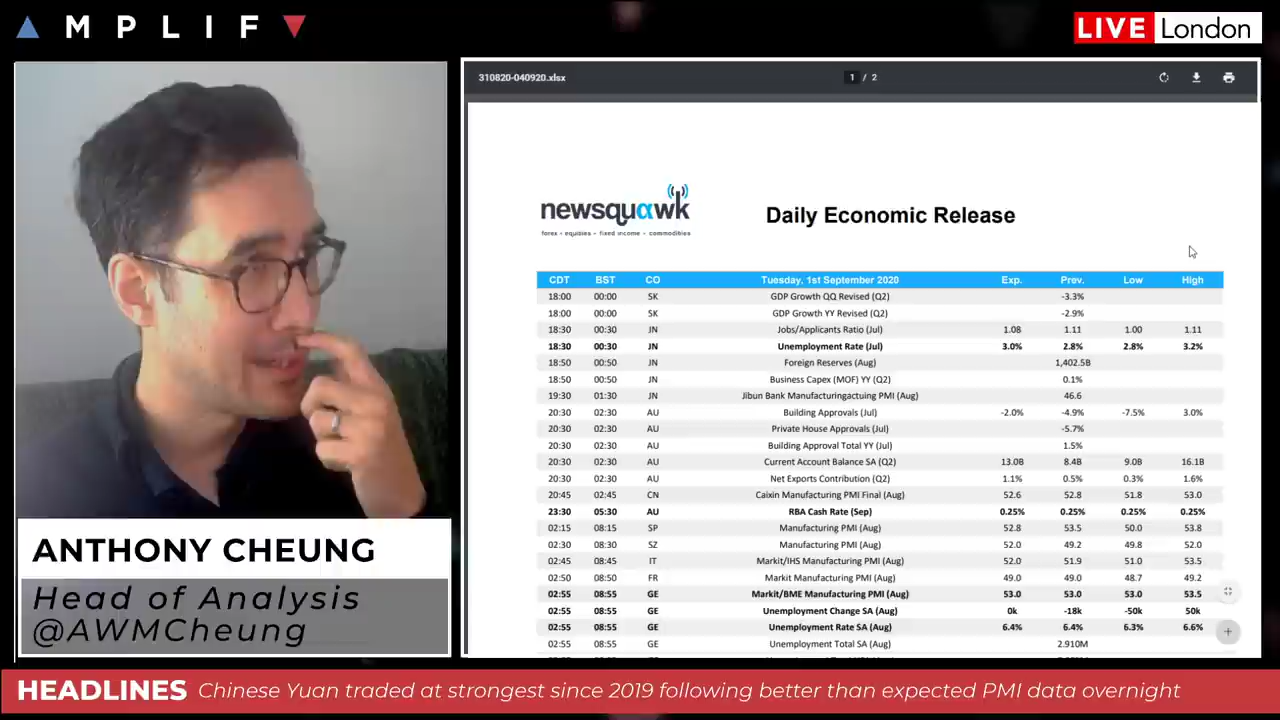 AMPLIFY
LIVE London
310820-040920.xlsx
1 / 2
newsquawk
forex • equities • fixed income • commodities
Daily Economic Release
CDT BST CO Tuesday, 1st September 2020 Exp. Prev. Low High
18:00 00:00 SK GDP Growth QQ Revised (Q2) -3.3%
18:00 00:00 SK GDP Growth YY Revised (Q2) -2.9%
18:30 00:30 JN Jobs/Applicants Ratio (Jul) 1.08 1.11 1.00 1.11
18:30 00:30 JN Unemployment Rate (Jul) 3.0% 2.8% 2.8% 3.2%
18:50 00:50 JN Foreign Reserves (Aug) 1,402.5B
18:50 00:50 JN Business Capex (MOF) YY (Q2) 0.1%
19:30 01:30 JN Jibun Bank Manufacturingactuing PMI (Aug) 46.6
20:30 02:30 AU Building Approvals (Jul) -2.0% -4.9% -7.5% 3.0%
20:30 02:30 AU Private House Approvals (Jul) -5.7%
20:30 02:30 AU Building Approval Total YY (Jul) 1.5%
20:30 02:30 AU Current Account Balance SA (Q2) 13.0B 8.4B 9.0B 16.1B
20:30 02:30 AU Net Exports Contribution (Q2) 1.1% 0.5% 0.3% 1.6%
20:45 02:45 CN Caixin Manufacturing PMI Final (Aug) 52.6 52.8 51.8 53.0
23:30 05:30 AU RBA Cash Rate (Sep) 0.25% 0.25% 0.25% 0.25%
02:15 08:15 SP Manufacturing PMI (Aug) 52.8 53.5 50.0 53.8
02:30 08:30 SZ Manufacturing PMI (Aug) 52.0 49.2 49.8 52.0
02:45 08:45 IT Markit/IHS Manufacturing PMI (Aug) 52.0 51.9 51.0 53.5
02:50 08:50 FR Markit Manufacturing PMI (Aug) 49.0 49.0 48.7 49.2
02:55 08:55 GE Markit/BME Manufacturing PMI (Aug) 53.0 53.0 53.0 53.5
02:55 08:55 GE Unemployment Change SA (Aug) 0k -18k -50k 50k
02:55 08:55 GE Unemployment Rate SA (Aug) 6.4% 6.4% 6.3% 6.6%
02:55 08:55 GE Unemployment Total SA (Aug) 2.910M
ANTHONY CHEUNG
Head of Analysis
@AWMCheung
HEADLINES Chinese Yuan traded at strongest since 2019 following better than expected PMI data overnight